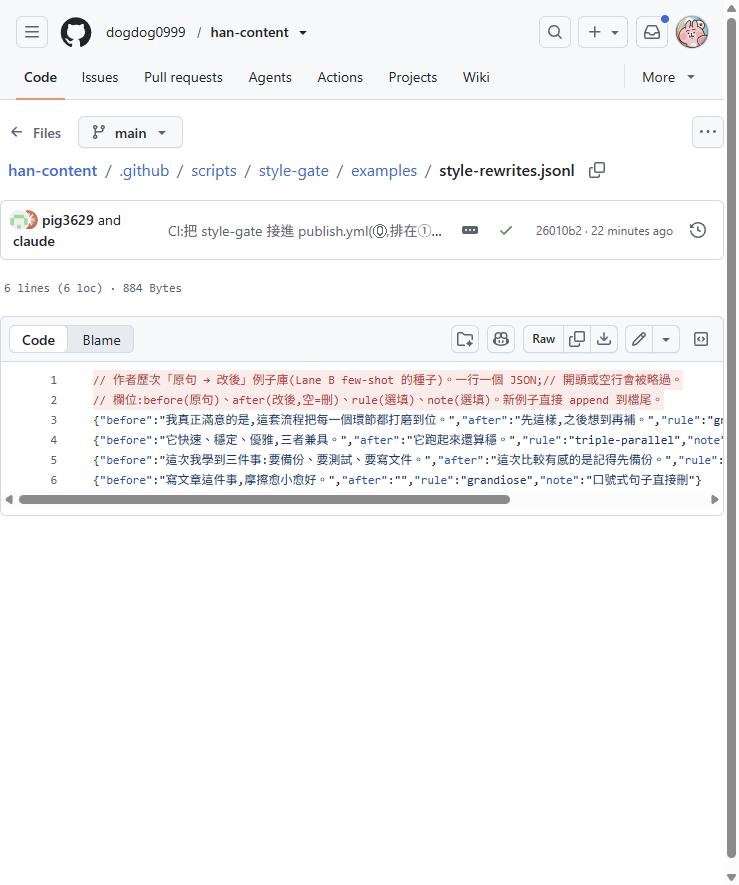 dogdog0999 / han-content
Code Issues Pull requests Agents Actions Projects Wiki More
Files main
han-content / .github / scripts / style-gate / examples / style-rewrites.jsonl
pig3629 and claude
CI:把 style-gate 接進 publish.yml(⓪,排在①… 26010b2 · 22 minutes ago
6 lines (6 loc) · 884 Bytes
Code Blame Raw
1 // 作者歷次「原句 → 改後」例子庫(Lane B few-shot 的種子)。一行一個 JSON;// 開頭或空行會被略過。
2 // 欄位:before(原句)、after(改後,空=刪)、rule(選填)、note(選填)。新例子直接 append 到檔尾。
3 {"before":"我真正滿意的是,這套流程把每一個環節都打磨到位。","after":"先這樣,之後想到再補。","rule":"gr
4 {"before":"它快速、穩定、優雅,三者兼具。","after":"它跑起來還算穩。","rule":"triple-parallel","note"
5 {"before":"這次我學到三件事:要備份、要測試、要寫文件。","after":"這次比較有感的是記得先備份。","rule":
6 {"before":"寫文章這件事,摩擦愈小愈好。","after":"","rule":"grandiose","note":"口號式句子直接刪"}